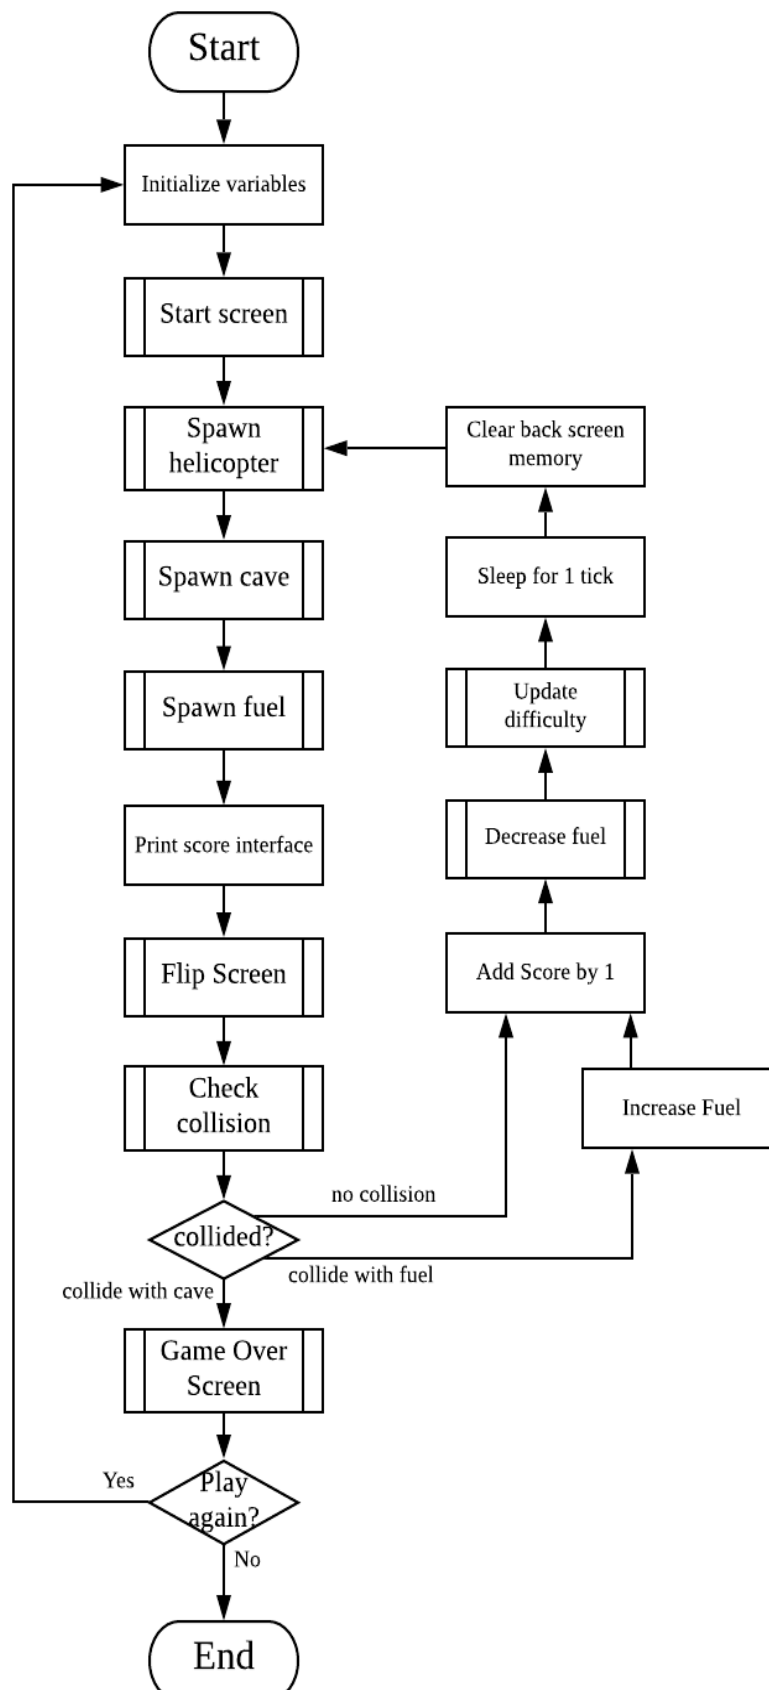 Start
Initialize variables
Start screen
Spawn
helicopter
Clear back screen
memory
Spawn cave
Sleep for 1 tick
Spawn fuel
Update
difficulty
Print score interface
Decrease fuel
Flip Screen
Add Score by 1
Check
collision
Increase Fuel
no collision
collided?
collide with fuel
collide with cave
Game Over
Screen
Yes
Play
again?
No
End